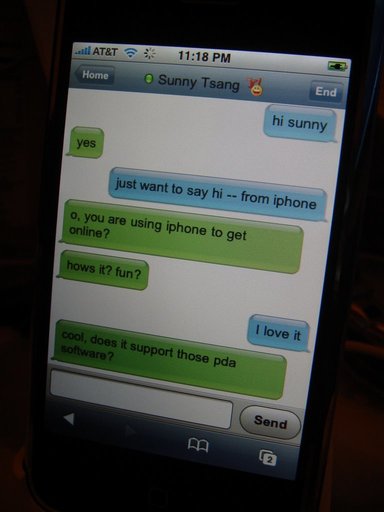 AT&T 11:18 PM
Home Sunny Tsang End
hi sunny
yes
just want to say hi -- from iphone
o, you are using iphone to get
online?
hows it? fun?
I love it
cool, does it support those pda
software?
Send
2